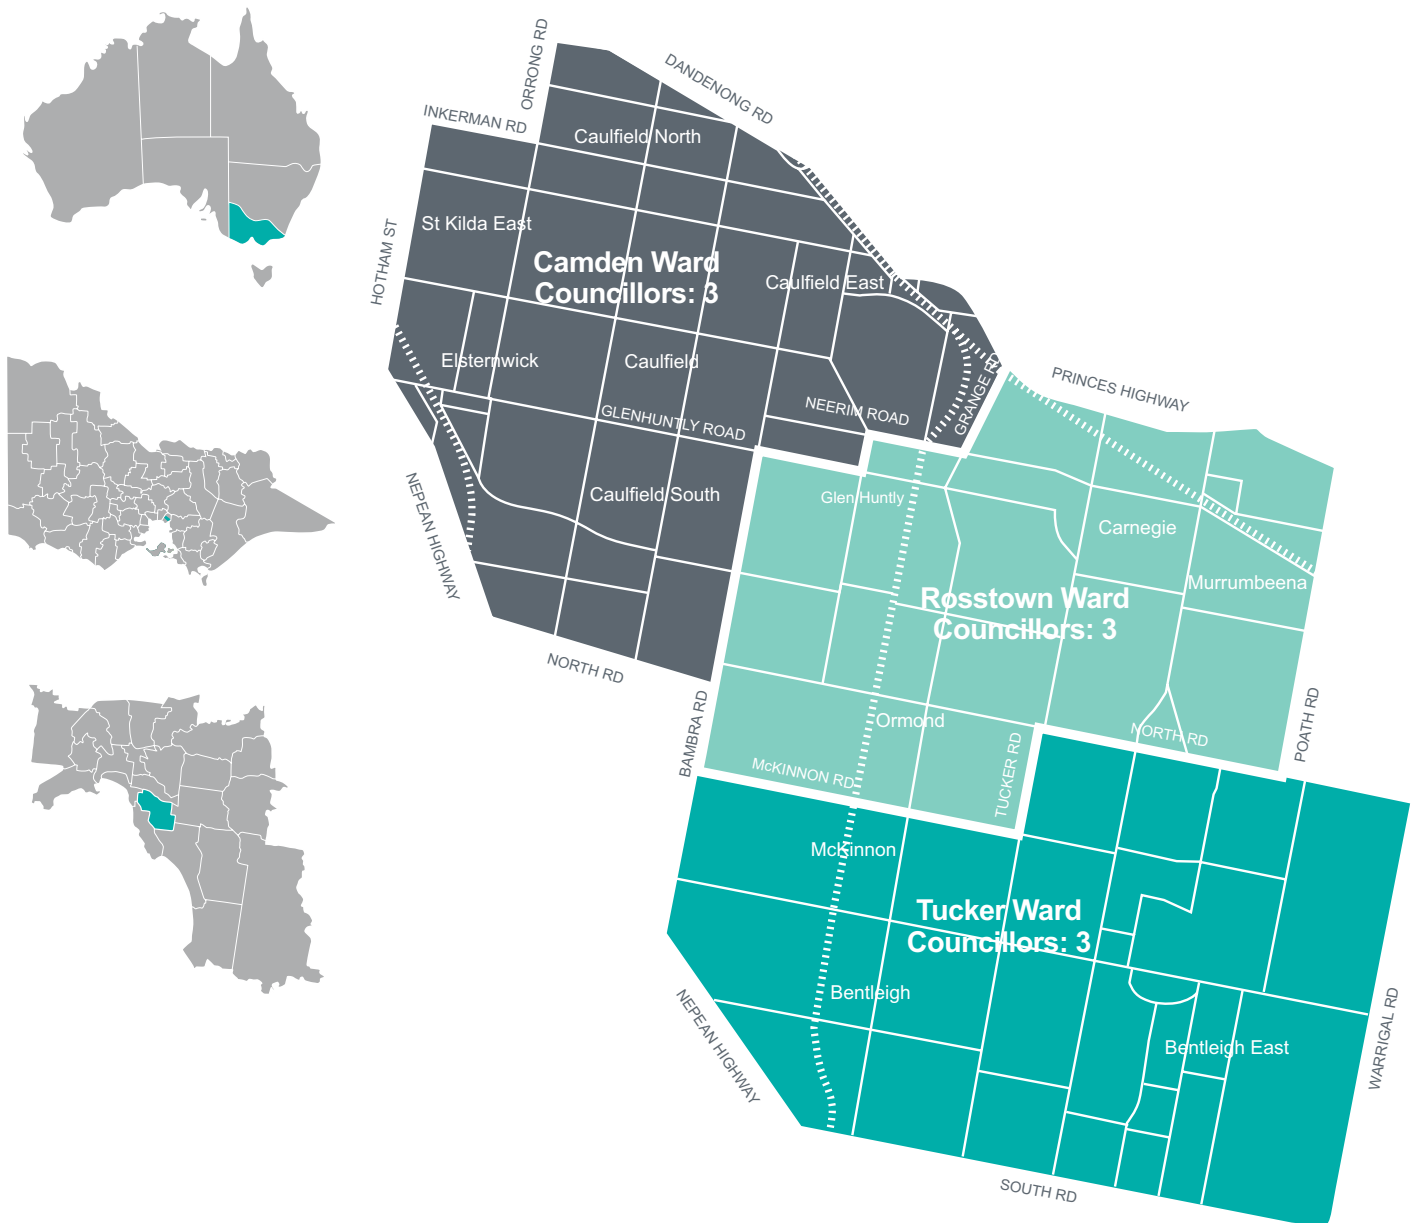 ORRONG RD
DANDENONG RD
INKERMAN RD
Caulfield North
HOTHAM ST
St Kilda East
Camden Ward
Councillors: 3
Caulfield East
Elsternwick
Caulfield
GRANGE RD
PRINCES HIGHWAY
NEERIM ROAD
GLENHUNTLY ROAD
NEPEAN HIGHWAY
Caulfield South
Glen Huntly
Carnegie
Murrumbeena
Rosstown Ward
Councillors: 3
NORTH RD
BAMBRA RD
Ormond
NORTH RD
POATH RD
McKINNON RD
TUCKER RD
McKinnon
Tucker Ward
Councillors: 3
Bentleigh
NEPEAN HIGHWAY
Bentleigh East
WARRIGAL RD
SOUTH RD